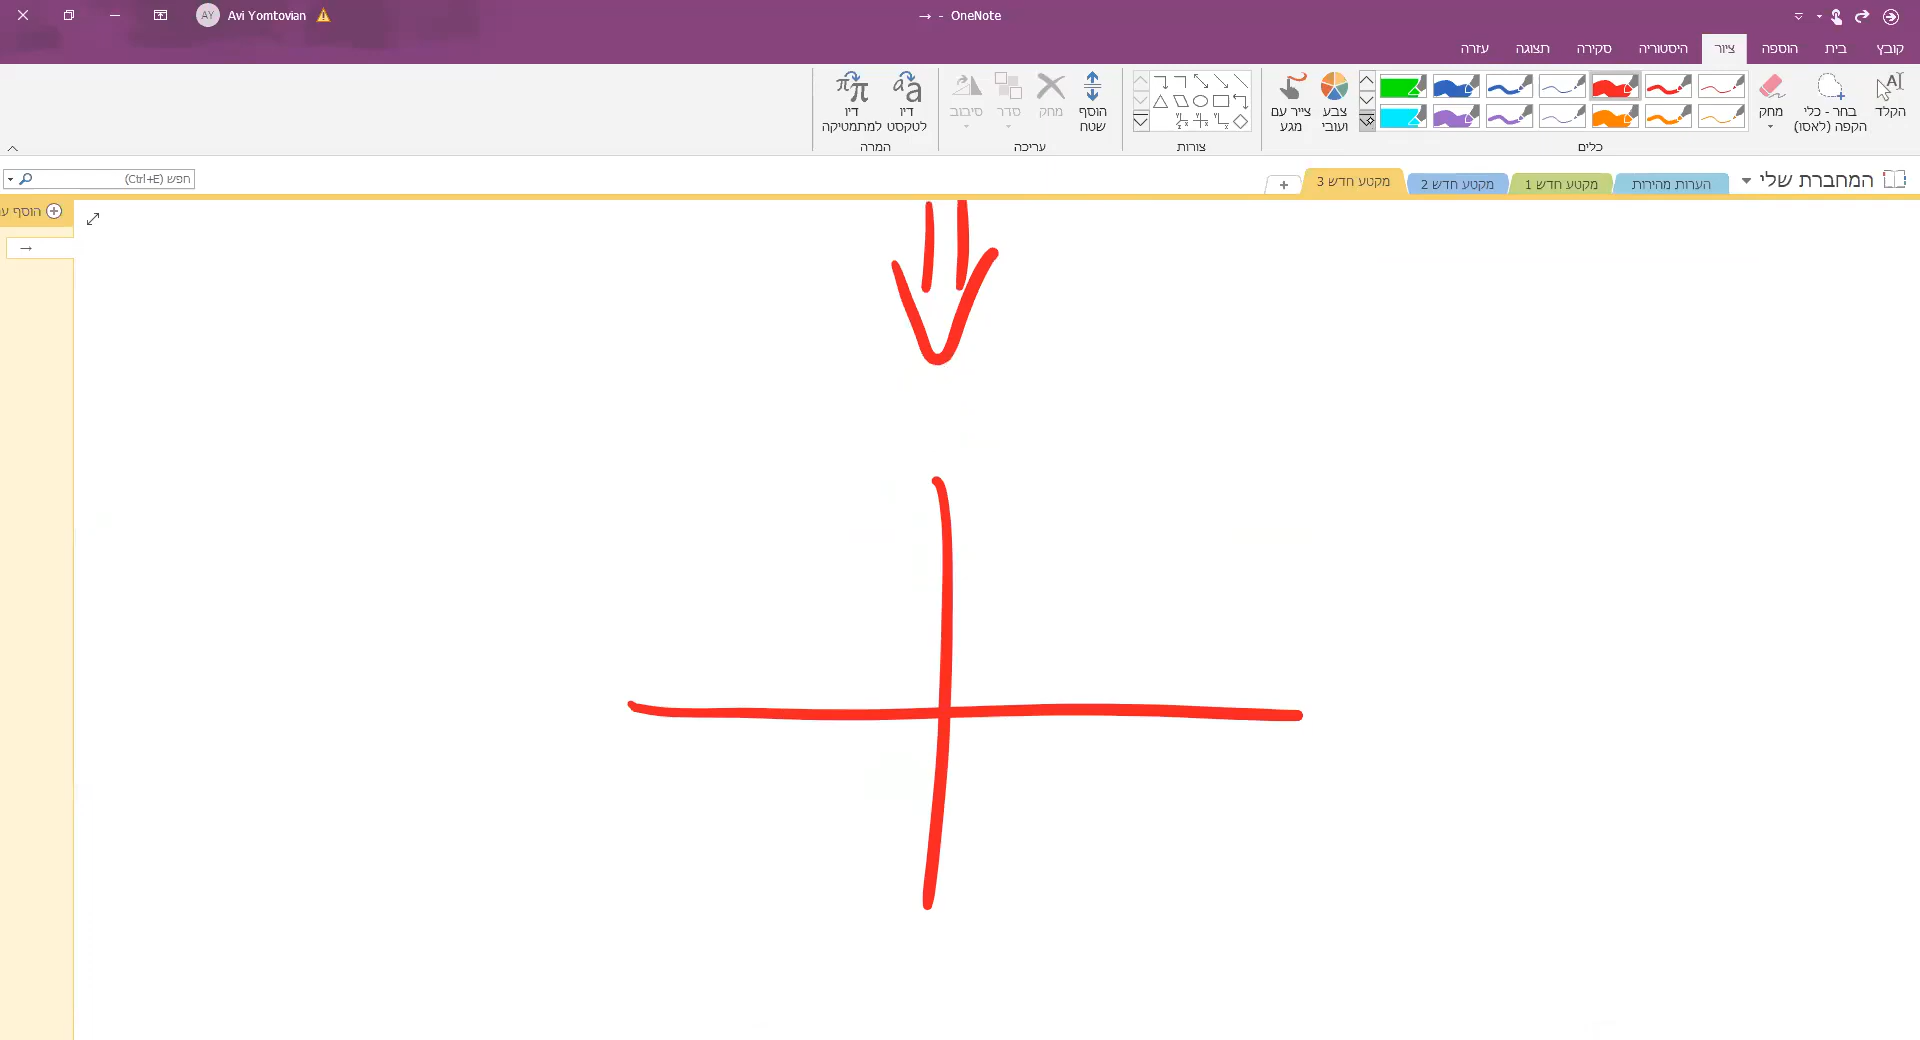 Avi Yomtovian
→ - OneNote
קובץ
בית
הוספה
ציור
היסטוריה
סקירה
תצוגה
עזרה
הקלד
בחר - כלי
הקפה (לאסו)
מחק
כלים
צבע
ועובי
צייר עם
מגע
צורות
הוסף
שטח
מחק
סדר
סיבוב
עריכה
דיו
לטקסט
דיו
למתמטיקה
המרה
המחברת שלי
הערות מהירות
מקטע חדש 1
מקטע חדש 2
מקטע חדש 3
חפש (Ctrl+E)
הוסף